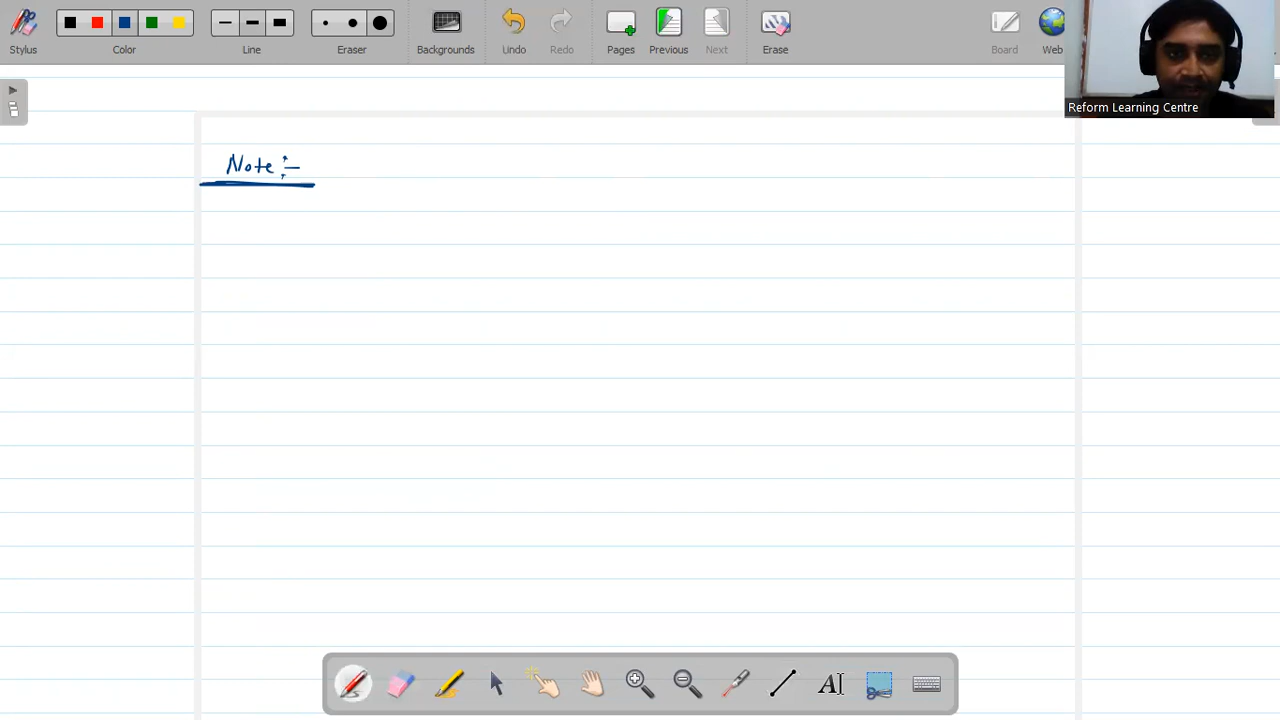 Stylus Color Line Eraser Backgrounds Undo Redo Pages Previous Next Erase Board Web
Reform Learning Centre
Note :-